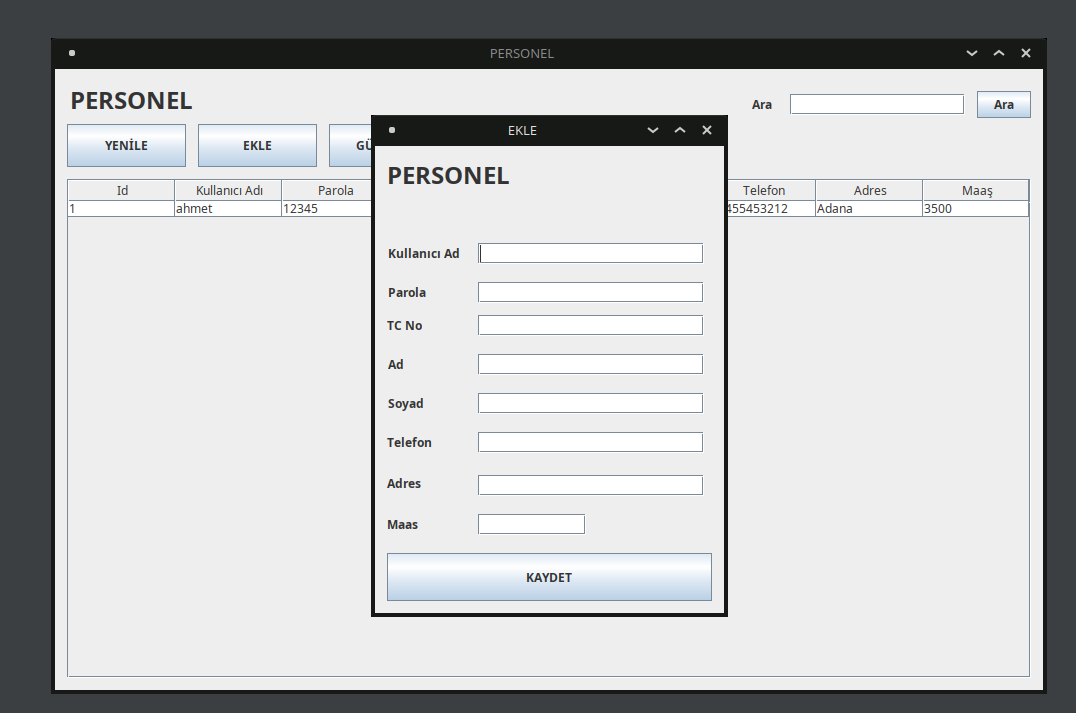 PERSONEL
PERSONEL
Ara
Ara
YENİLE
EKLE
Id
Kullanıcı Adı
Parola
Telefon
Adres
Maaş
1
ahmet
12345
455453212
Adana
3500
EKLE
PERSONEL
Kullanıcı Ad
Parola
TC No
Ad
Soyad
Telefon
Adres
Maas
KAYDET